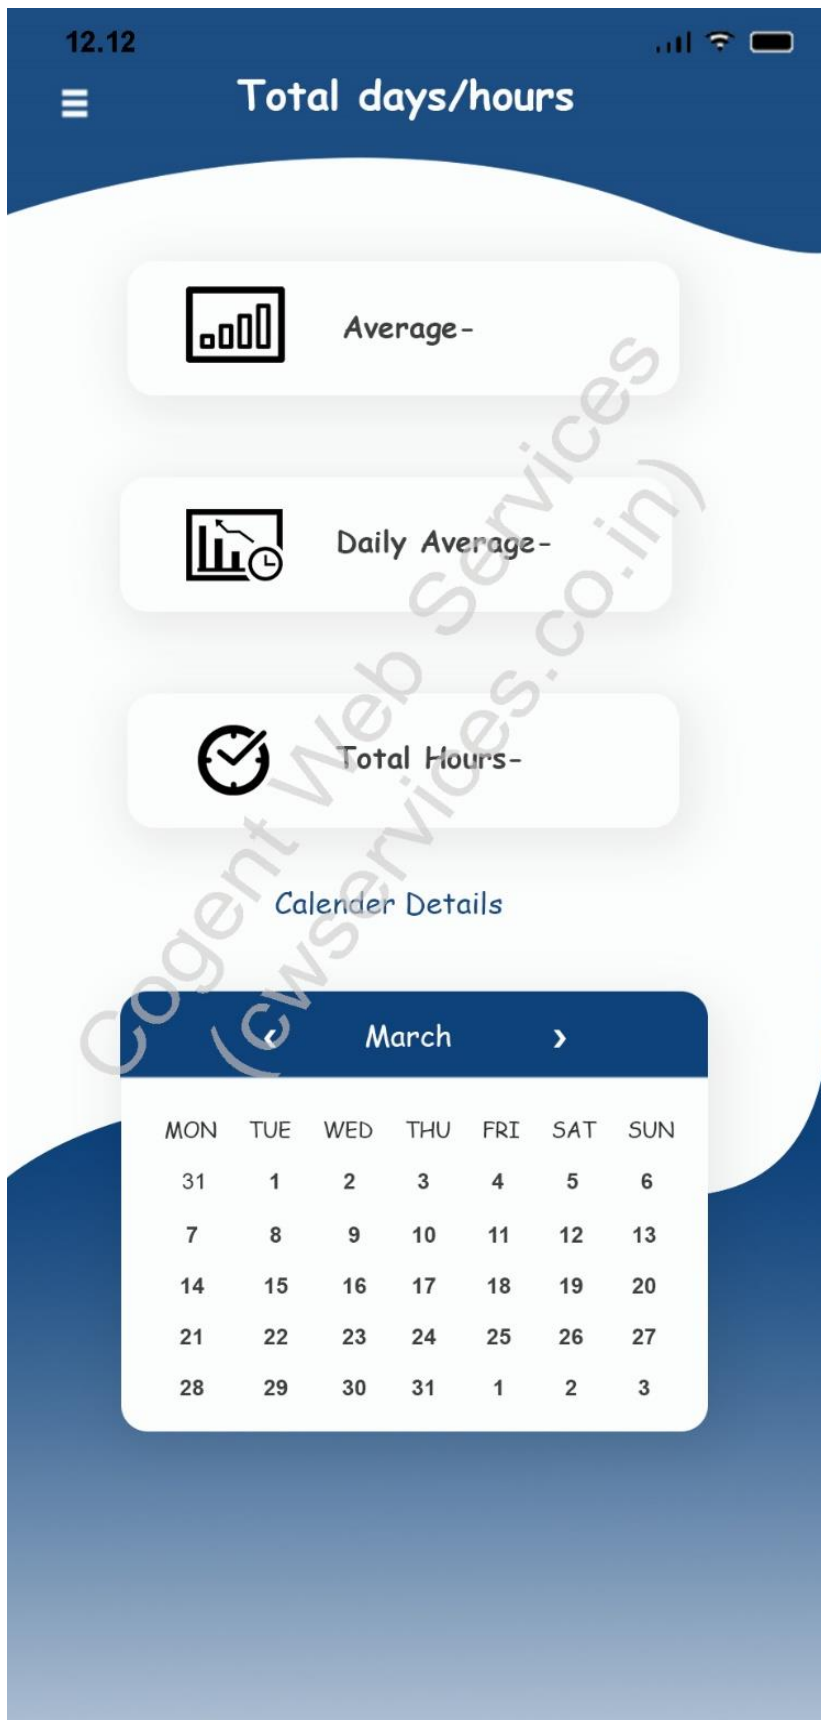 12.12
Total days/hours
Average-
Daily Average-
Total Hours-
Calender Details
Cogent Web Services
(cwservices.co.in)
‹ March ›
MON TUE WED THU FRI SAT SUN
31 1 2 3 4 5 6
7 8 9 10 11 12 13
14 15 16 17 18 19 20
21 22 23 24 25 26 27
28 29 30 31 1 2 3